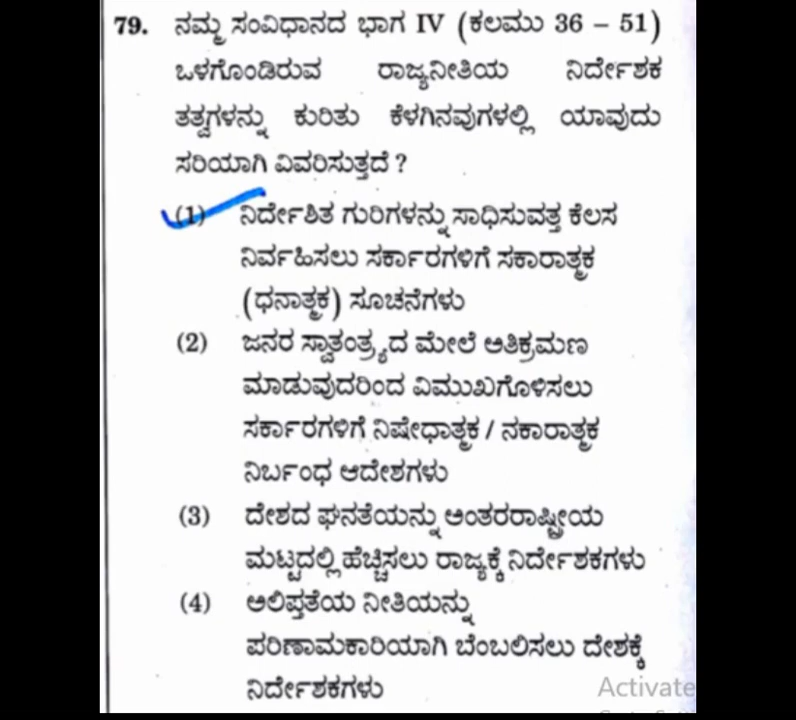 79. ನಮ್ಮ ಸಂವಿಧಾನದ ಭಾಗ IV (ಕಲಮು 36 – 51)
ಒಳಗೊಂಡಿರುವ ರಾಜ್ಯನೀತಿಯ ನಿರ್ದೇಶಕ
ತತ್ವಗಳನ್ನು ಕುರಿತು ಕೆಳಗಿನವುಗಳಲ್ಲಿ ಯಾವುದು
ಸರಿಯಾಗಿ ವಿವರಿಸುತ್ತದೆ ?
(1) ನಿರ್ದೇಶಿತ ಗುರಿಗಳನ್ನು ಸಾಧಿಸುವತ್ತ ಕೆಲಸ
ನಿರ್ವಹಿಸಲು ಸರ್ಕಾರಗಳಿಗೆ ಸಕಾರಾತ್ಮಕ
(ಧನಾತ್ಮಕ) ಸೂಚನೆಗಳು
(2) ಜನರ ಸ್ವಾತಂತ್ರ್ಯದ ಮೇಲೆ ಅತಿಕ್ರಮಣ
ಮಾಡುವುದರಿಂದ ವಿಮುಖಗೊಳಿಸಲು
ಸರ್ಕಾರಗಳಿಗೆ ನಿಷೇಧಾತ್ಮಕ / ನಕಾರಾತ್ಮಕ
ನಿರ್ಬಂಧ ಆದೇಶಗಳು
(3) ದೇಶದ ಘನತೆಯನ್ನು ಅಂತರರಾಷ್ಟ್ರೀಯ
ಮಟ್ಟದಲ್ಲಿ ಹೆಚ್ಚಿಸಲು ರಾಜ್ಯಕ್ಕೆ ನಿರ್ದೇಶಕಗಳು
(4) ಅಲಿಪ್ತತೆಯ ನೀತಿಯನ್ನು
ಪರಿಣಾಮಕಾರಿಯಾಗಿ ಬೆಂಬಲಿಸಲು ದೇಶಕ್ಕೆ
ನಿರ್ದೇಶಕಗಳು
Activate